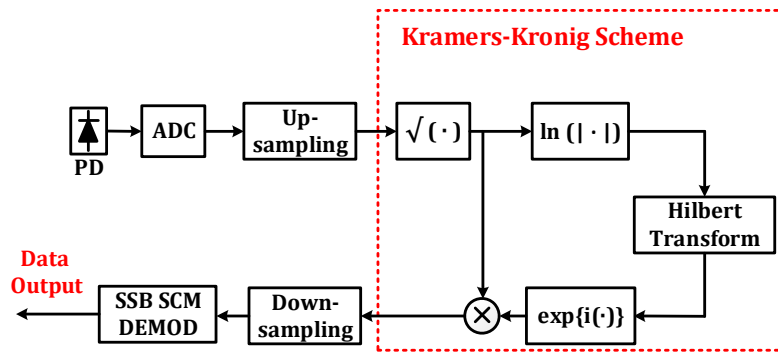 Kramers-Kronig Scheme
PD
ADC
Up-
sampling
√(·)
ln(|·|)
Hilbert
Transform
exp{i(·)}
×
Down-
sampling
SSB SCM
DEMOD
Data
Output